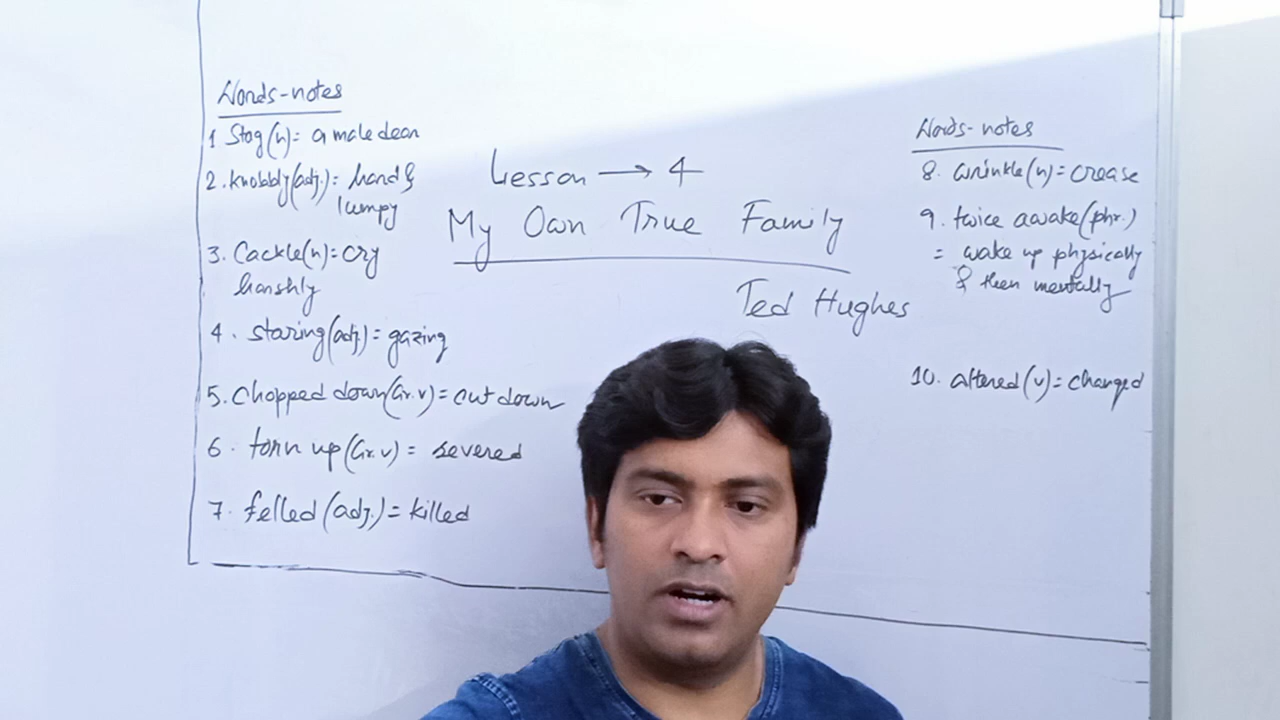 Words-notes
1 Stag(n)= a male dear
2. Knobbly(adj.)= hard &
lumpy
3. Cackle(n)=cry
harshly
4. staring(adj.)= gazing
5. Chopped down(Gr.v)= cut down
6. torn up(Gr.v)= severed
7. felled (adj.)= killed
Lesson → 4
My Own True Family
Ted Hughes
Words-notes
8. wrinkle(n)= crease
9. twice awake(phr.)
= wake up physically
& then mentally
10. altered(v)= changed